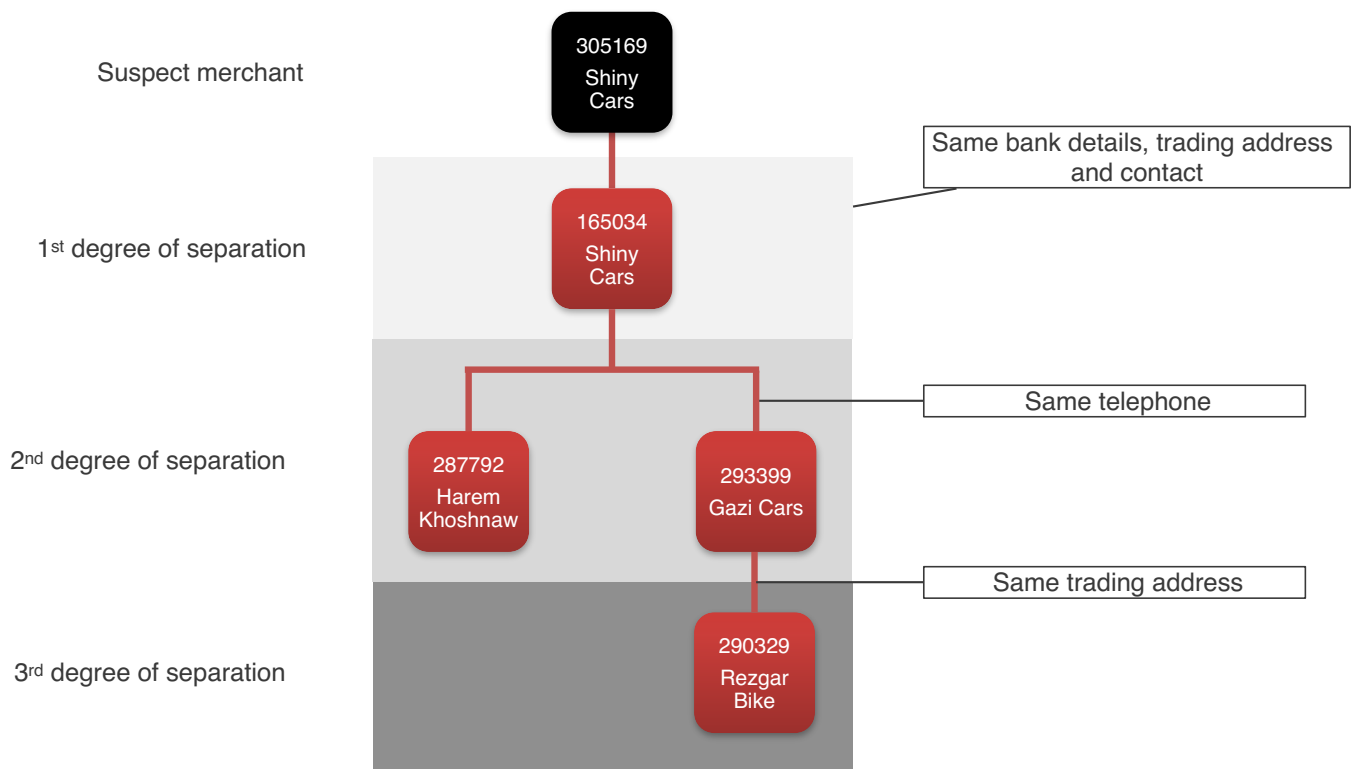 305169
Shiny
Cars
Suspect merchant
Same bank details, trading address
and contact
165034
Shiny
Cars
1st degree of separation
Same telephone
2nd degree of separation
287792
Harem
Khoshnaw
293399
Gazi Cars
Same trading address
3rd degree of separation
290329
Rezgar
Bike